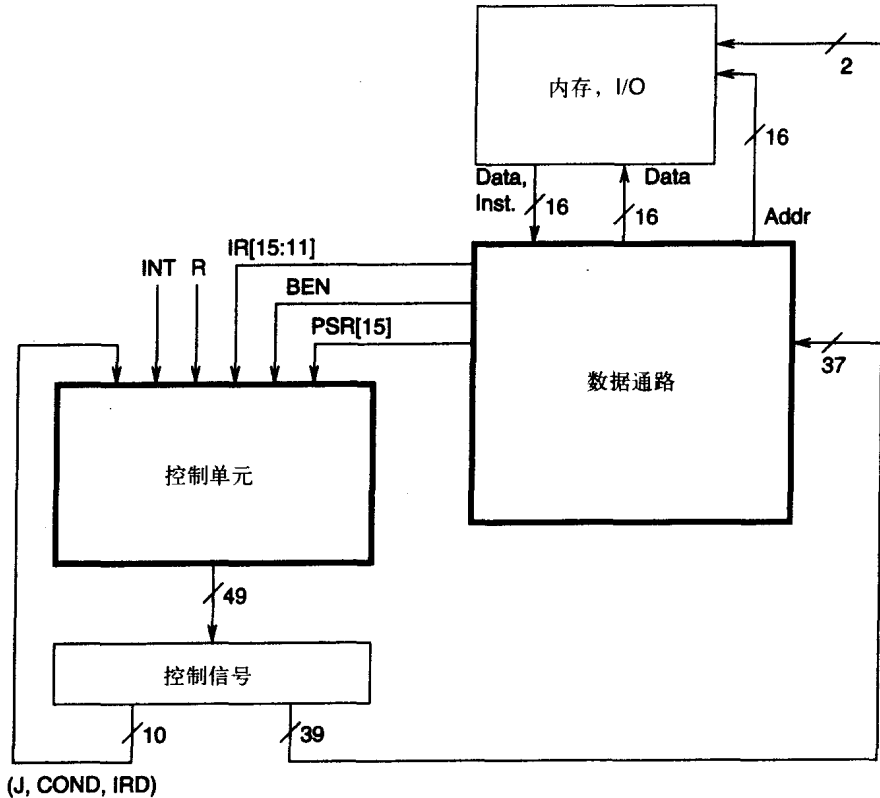 内存，I/O
2
16
Data,
Inst.
16
Data
16
Addr
IR[15:11]
INT
R
BEN
PSR[15]
37
数据通路
控制单元
49
控制信号
10
39
(J, COND, IRD)